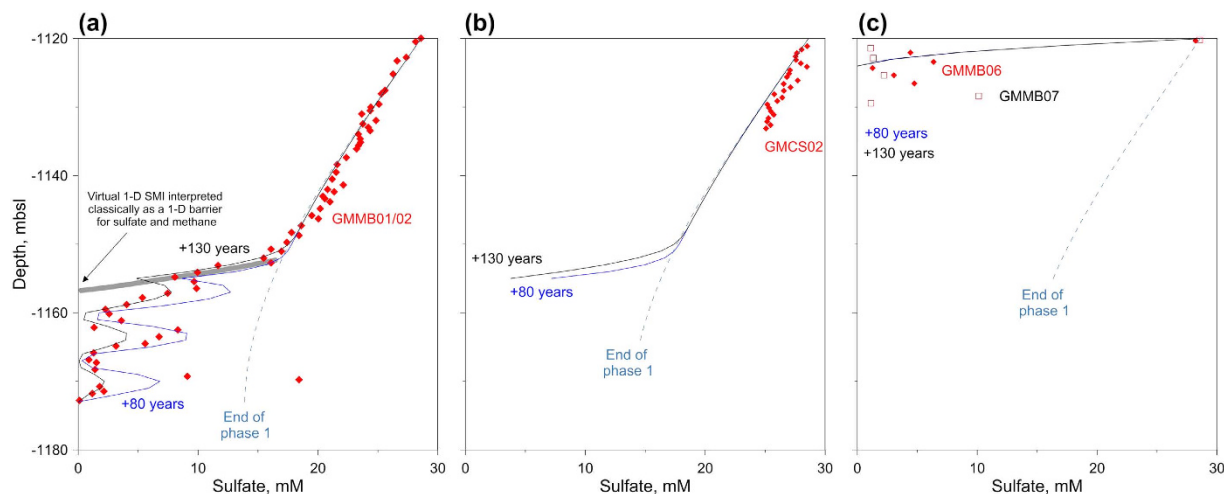 (a)
(b)
(c)
-1120
-1130
-1140
-1150
-1160
-1170
-1180
Depth, mbsl
Virtual 1-D SMI interpreted
classically as a 1-D barrier
for sulfate and methane
+130 years
GMMB01/02
+80 years
End of
phase 1
0
10
20
30
Sulfate, mM
GMCS02
+130 years
+80 years
End of
phase 1
0
10
20
30
Sulfate, mM
GMMB06
GMMB07
+80 years
+130 years
End of
phase 1
0
10
20
30
Sulfate, mM